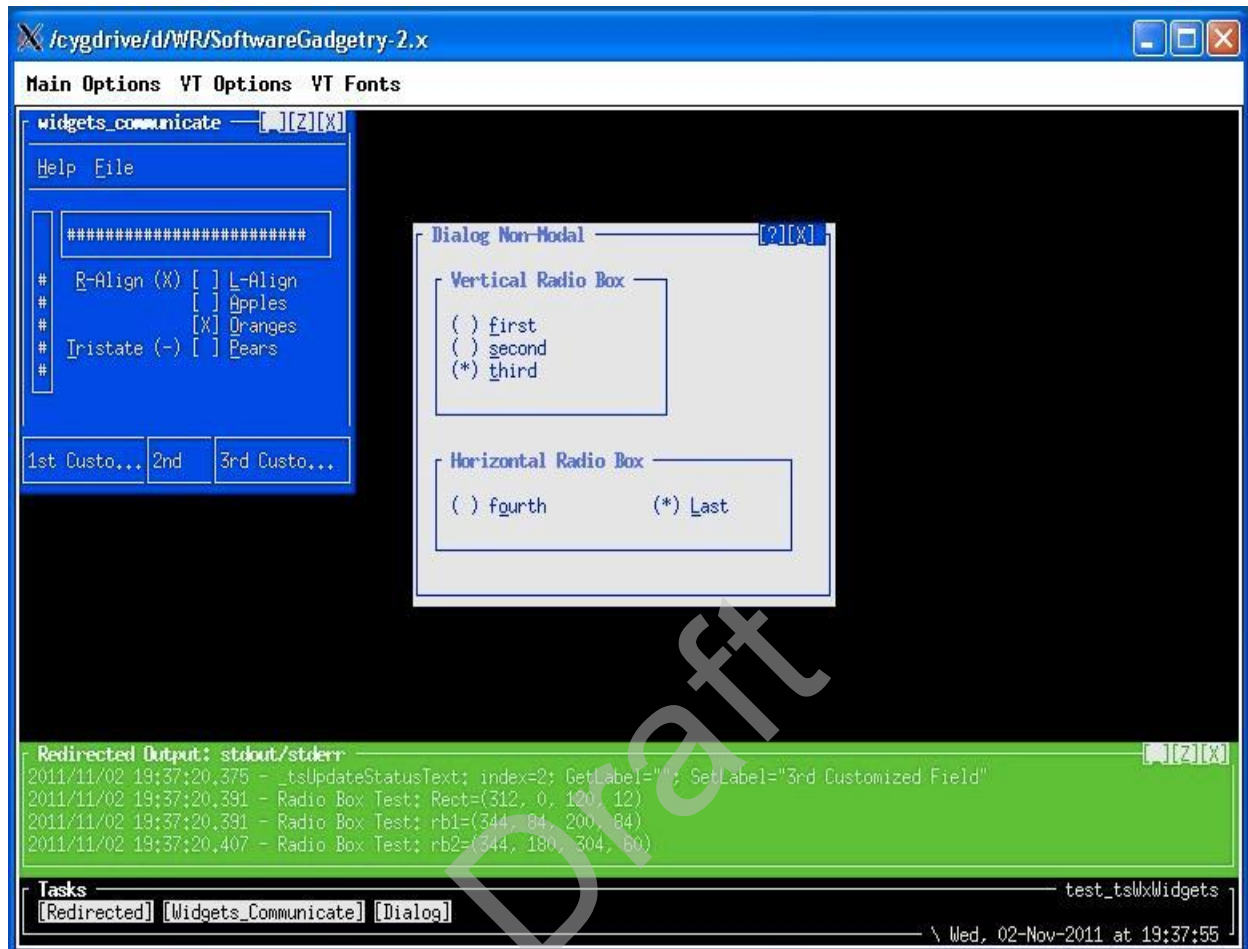 /cygdrive/d/WR/SoftwareGadgetry-2.x
Main Options VT Options VT Fonts
widgets_communicate [_][Z][X]
Help File
#########################
# R-Align (X) [ ] L-Align
# [ ] Apples
# [X] Oranges
# Tristate (-) [ ] Pears
#
1st Custo... 2nd 3rd Custo...
Dialog Non-Modal [?][X]
Vertical Radio Box
( ) first
( ) second
(*) third
Horizontal Radio Box
( ) fourth (*) Last
Redirected Output: stdout/stderr [_][Z][X]
2011/11/02 19:37:20.375 - _tsUpdateStatusText: index=2; GetLabel=""; SetLabel="3rd Customized Field"
2011/11/02 19:37:20.391 - Radio Box Test: Rect=(312, 0, 120, 12)
2011/11/02 19:37:20.391 - Radio Box Test: rb1=(344, 84, 200, 84)
2011/11/02 19:37:20.407 - Radio Box Test: rb2=(344, 180, 304, 60)
Tasks test_tsWxWidgets
[Redirected] [Widgets_Communicate] [Dialog]
\ Wed, 02-Nov-2011 at 19:37:55
Draft